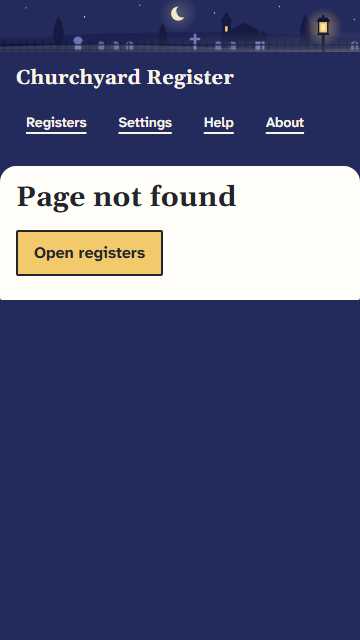 Churchyard Register
Registers Settings Help About
Page not found
Open registers